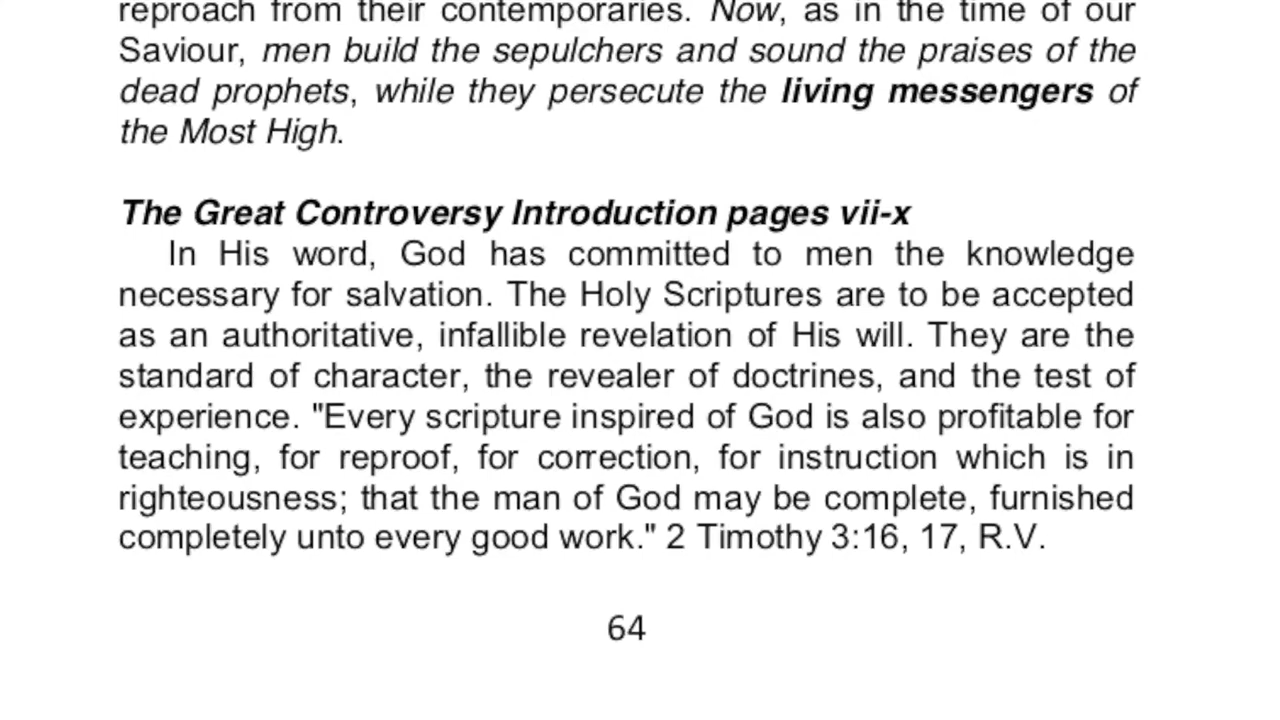 reproach from their contemporaries. Now, as in the time of our
Saviour, men build the sepulchers and sound the praises of the
dead prophets, while they persecute the living messengers of
the Most High.
The Great Controversy Introduction pages vii-x
In His word, God has committed to men the knowledge
necessary for salvation. The Holy Scriptures are to be accepted
as an authoritative, infallible revelation of His will. They are the
standard of character, the revealer of doctrines, and the test of
experience. "Every scripture inspired of God is also profitable for
teaching, for reproof, for correction, for instruction which is in
righteousness; that the man of God may be complete, furnished
completely unto every good work." 2 Timothy 3:16, 17, R.V.
64